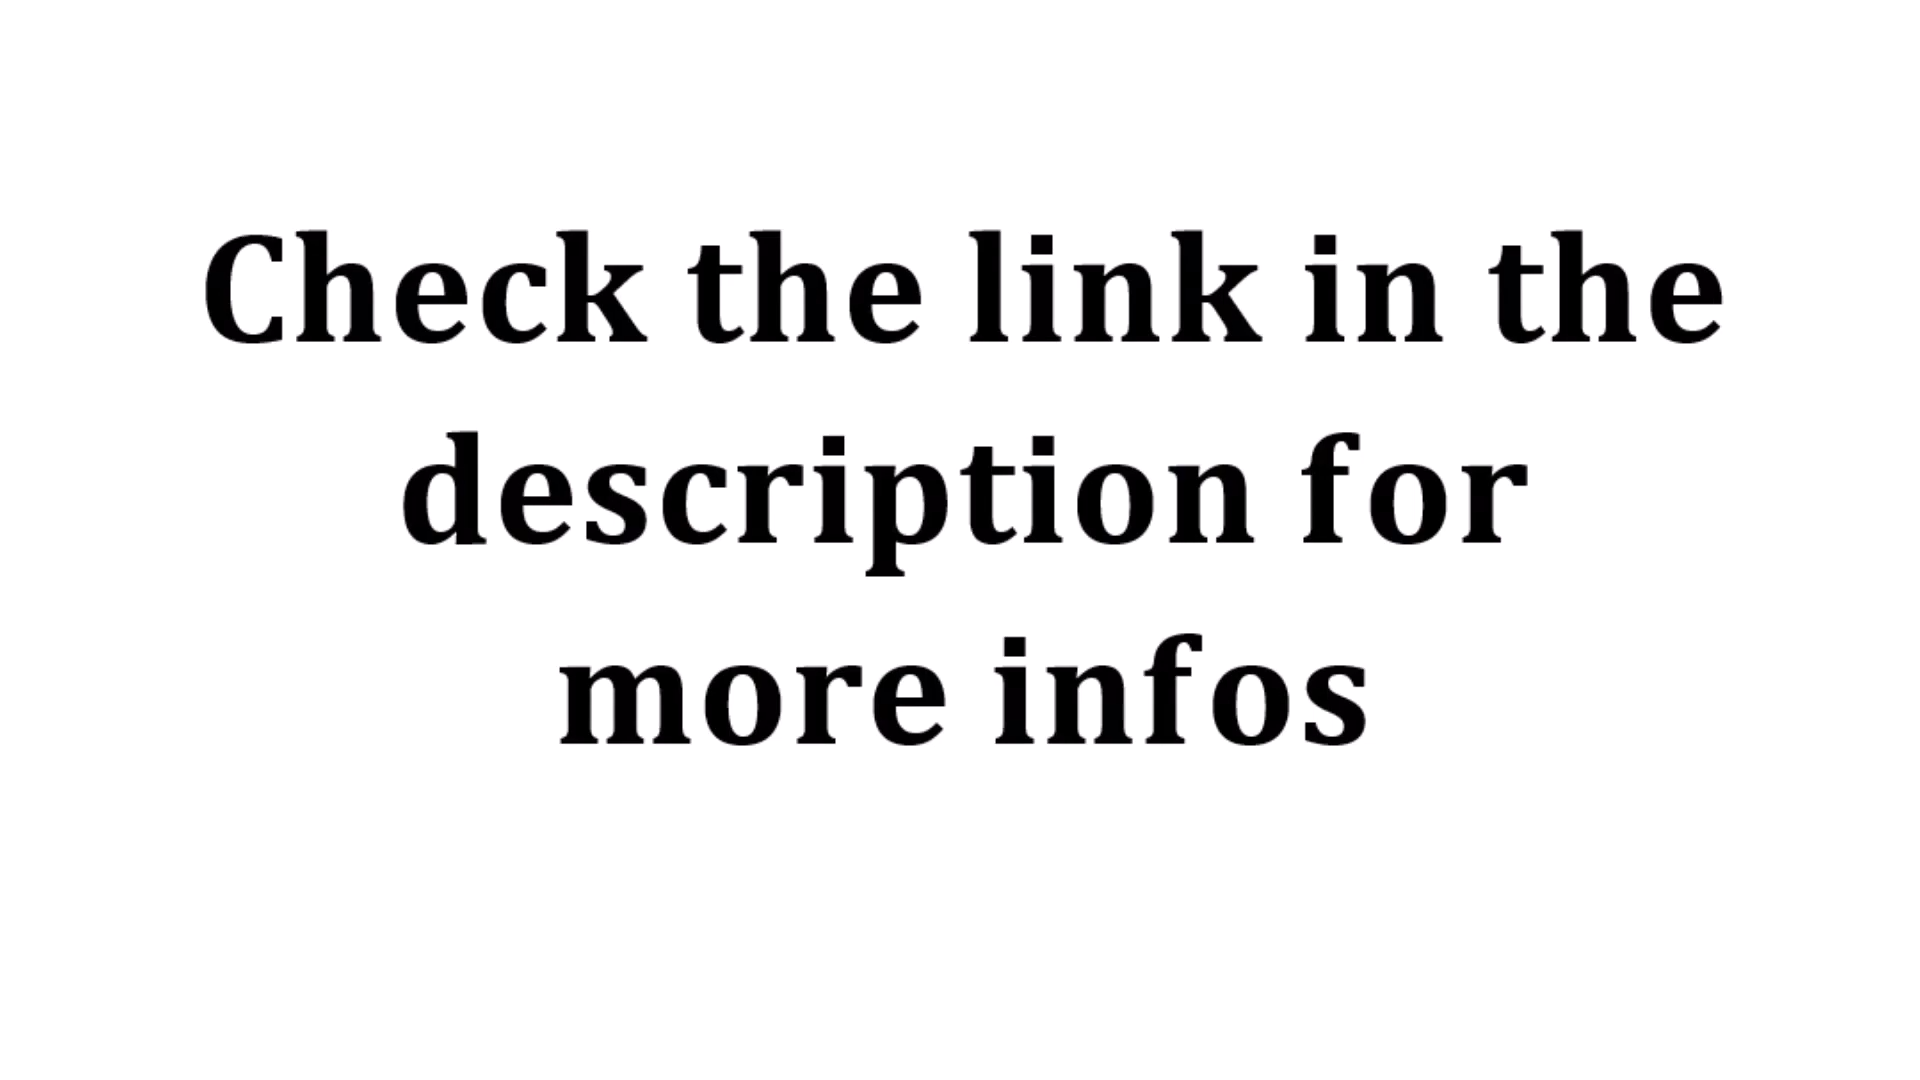 Check the link in the
description for
more infos